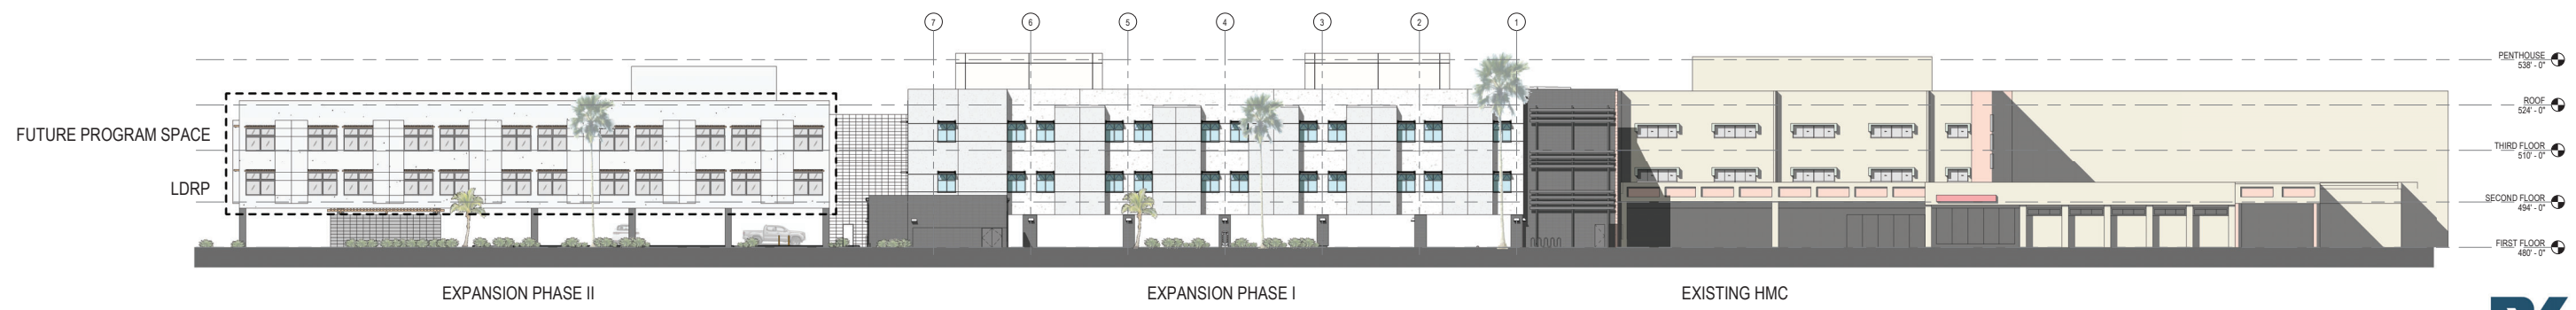 7 6 5 4 3 2 1
PENTHOUSE
538' - 0"
ROOF
524' - 0"
FUTURE PROGRAM SPACE
THIRD FLOOR
510' - 0"
LDRP
SECOND FLOOR
494' - 0"
FIRST FLOOR
480' - 0"
EXPANSION PHASE II
EXPANSION PHASE I
EXISTING HMC